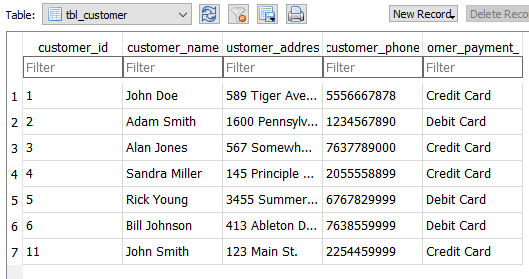 Table: tbl_customer New Record Delete Reco
customer_id customer_name ustomer_addres customer_phone omer_payment_
Filter Filter Filter Filter Filter
1 1 John Doe 589 Tiger Ave... 5556667878 Credit Card
2 2 Adam Smith 1600 Pennsylv... 1234567890 Debit Card
3 3 Alan Jones 567 Somewh... 7637789000 Credit Card
4 4 Sandra Miller 145 Principle ... 2055558899 Credit Card
5 5 Rick Young 3455 Summer... 6767829999 Debit Card
6 6 Bill Johnson 413 Ableton D... 7638559999 Debit Card
7 11 John Smith 123 Main St. 2254459999 Credit Card